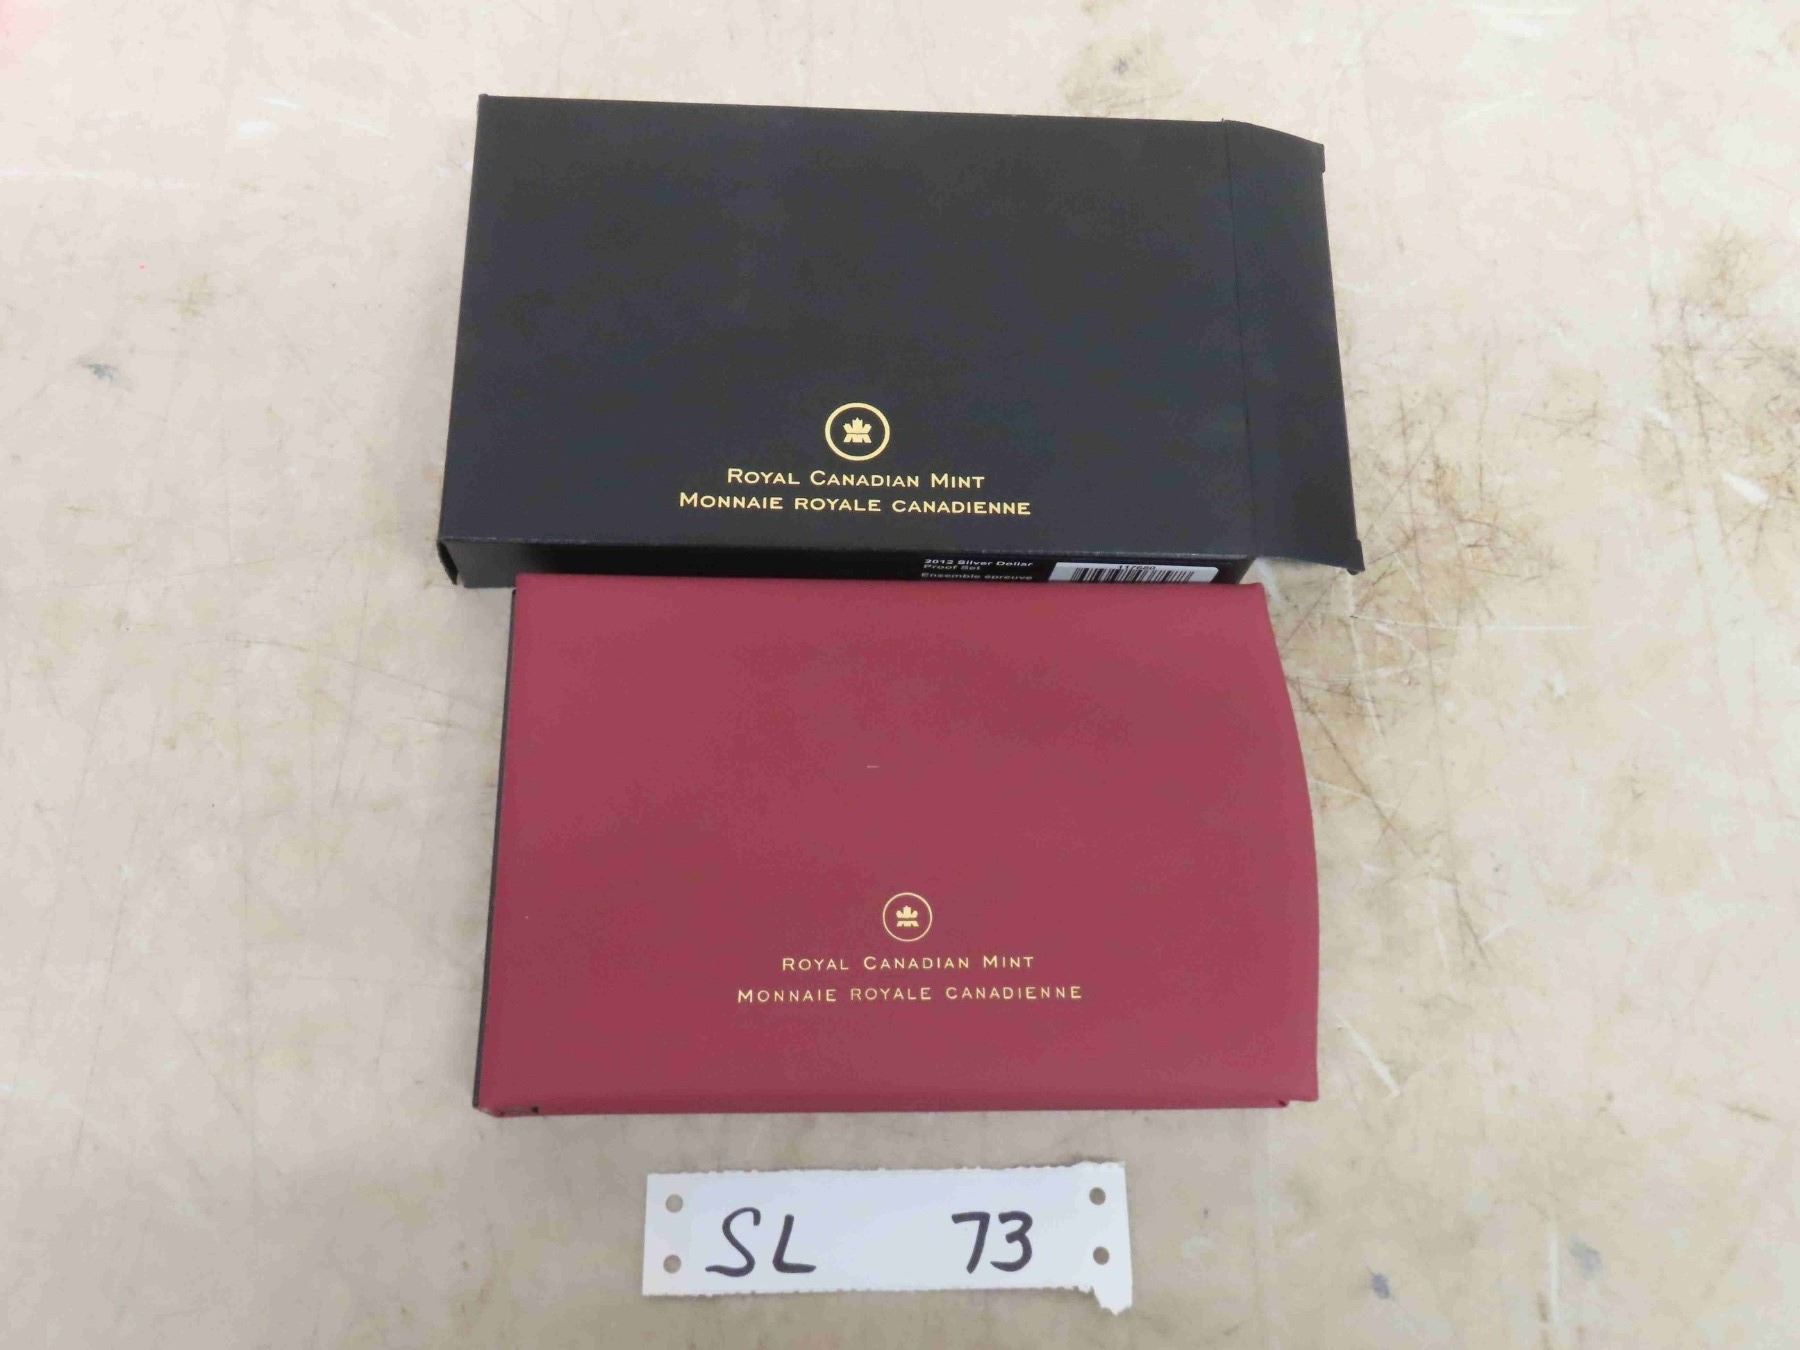 ROYAL CANADIAN MINT
MONNAIE ROYALE CANADIENNE
2012 Silver Dollar
Proof Set
Ensemble épreuve
ROYAL CANADIAN MINT
MONNAIE ROYALE CANADIENNE
SL 73